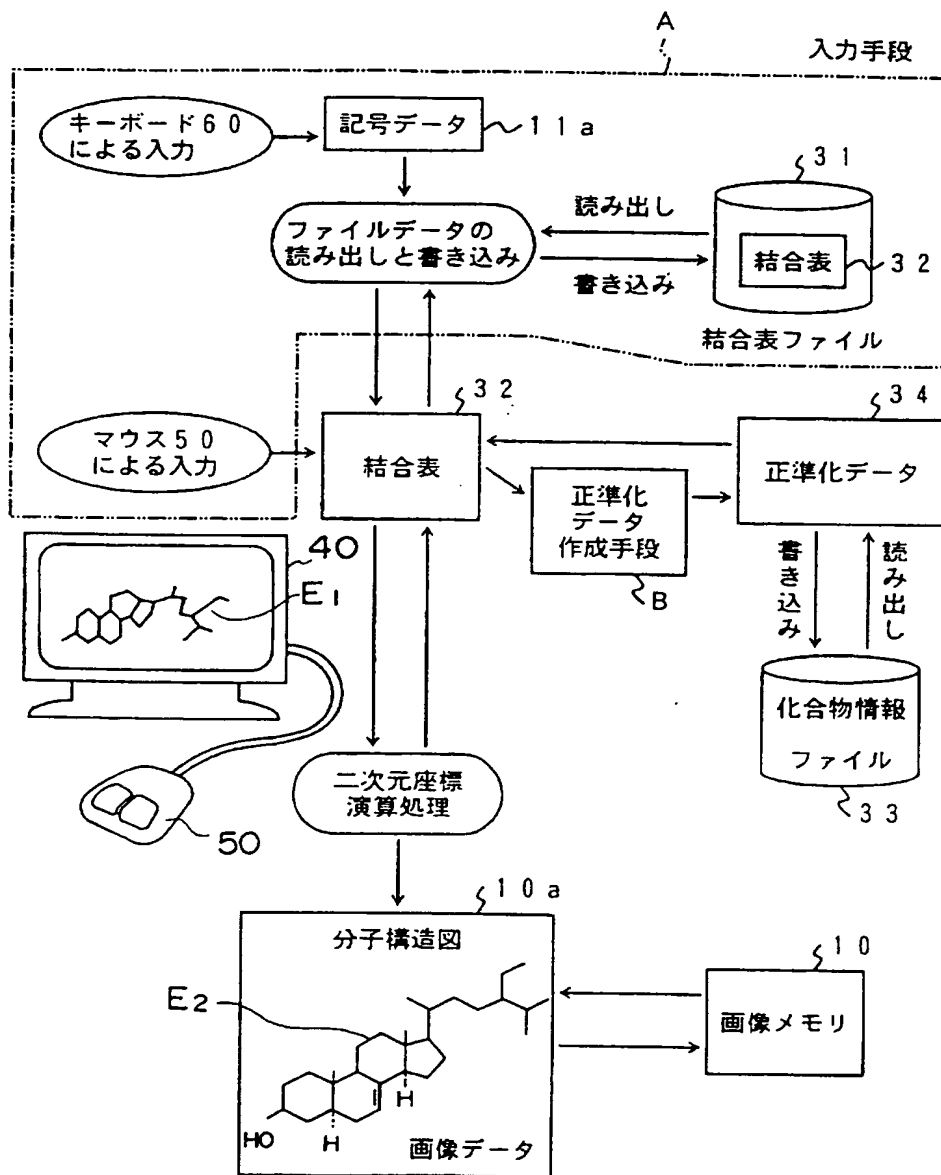 A
入力手段
キーボード60
による入力
記号データ
11a
31
ファイルデータの
読み出しと書き込み
読み出し
書き込み
結合表
32
結合表ファイル
32
34
マウス50
による入力
結合表
正準化
データ
作成手段
B
正準化データ
40
E1
書き込み
読み出し
化合物情報
ファイル
33
50
二次元座標
演算処理
10a
分子構造図
10
E2
画像メモリ
H
HO
H
画像データ